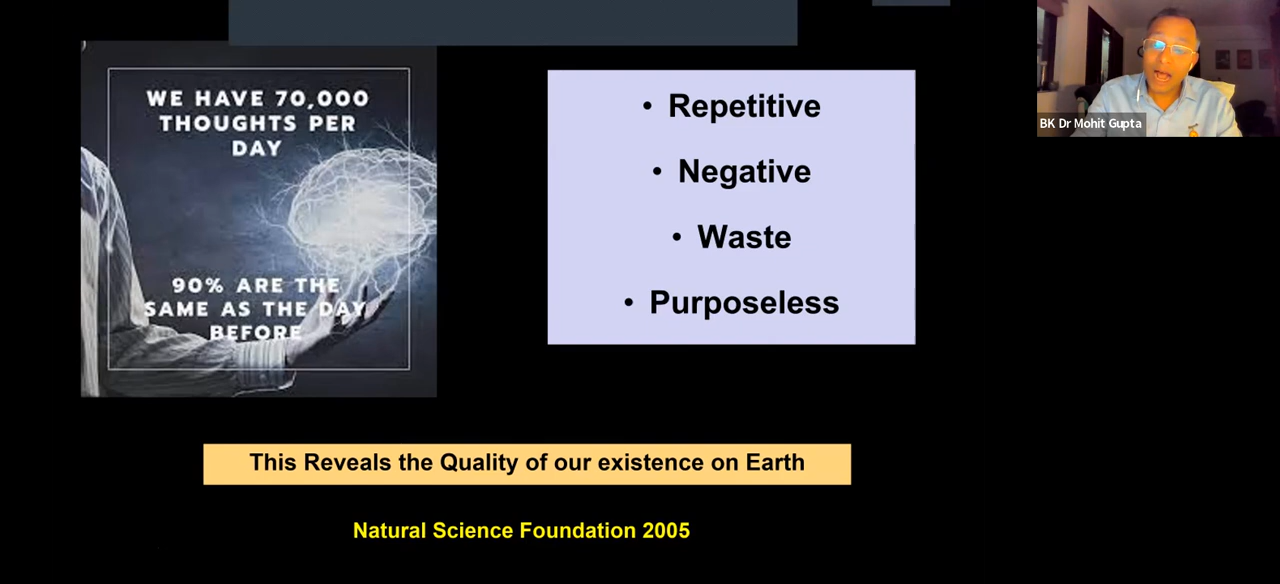 WE HAVE 70,000
THOUGHTS PER
DAY
90% ARE THE
SAME AS THE DAY
BEFORE
• Repetitive
• Negative
• Waste
• Purposeless
BK Dr Mohit Gupta
This Reveals the Quality of our existence on Earth
Natural Science Foundation 2005